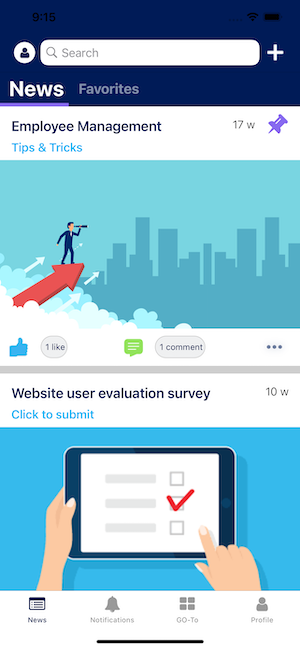 9:15
Search
News Favorites
Employee Management 17 w
Tips & Tricks
1 like 1 comment
Website user evaluation survey 10 w
Click to submit
News Notifications GO-To Profile